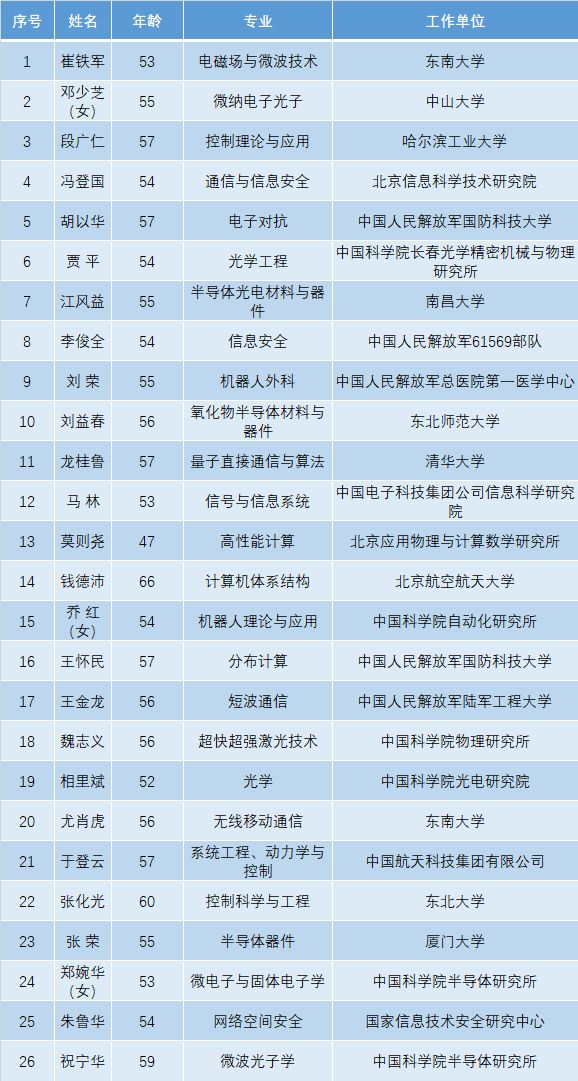 序号 姓名 年龄 专业 工作单位
1 崔铁军 53 电磁场与微波技术 东南大学
2 邓少芝 55 微纳电子光子 中山大学
（女）
3 段广仁 57 控制理论与应用 哈尔滨工业大学
4 冯登国 54 通信与信息安全 北京信息科学技术研究院
5 胡以华 57 电子对抗 中国人民解放军国防科技大学
6 贾 平 54 光学工程 中国科学院长春光学精密机械与物理
研究所
7 江风益 55 半导体光电材料与器 南昌大学
件
8 李俊全 54 信息安全 中国人民解放军61569部队
9 刘 荣 55 机器人外科 中国人民解放军总医院第一医学中心
10 刘益春 56 氧化物半导体材料与 东北师范大学
器件
11 龙桂鲁 57 量子直接通信与算法 清华大学
12 马 林 53 信号与信息系统 中国电子科技集团公司信息科学研究
院
13 莫则尧 47 高性能计算 北京应用物理与计算数学研究所
14 钱德沛 66 计算机体系结构 北京航空航天大学
15 乔 红 54 机器人理论与应用 中国科学院自动化研究所
（女）
16 王怀民 57 分布计算 中国人民解放军国防科技大学
17 王金龙 56 短波通信 中国人民解放军陆军工程大学
18 魏志义 56 超快超强激光技术 中国科学院物理研究所
19 相里斌 52 光学 中国科学院光电研究院
20 尤肖虎 56 无线移动通信 东南大学
21 于登云 57 系统工程、动力学与 中国航天科技集团有限公司
控制
22 张化光 60 控制科学与工程 东北大学
23 张 荣 55 半导体器件 厦门大学
24 郑婉华 53 微电子与固体电子学 中国科学院半导体研究所
（女）
25 朱鲁华 54 网络空间安全 国家信息技术安全研究中心
26 祝宁华 59 微波光子学 中国科学院半导体研究所